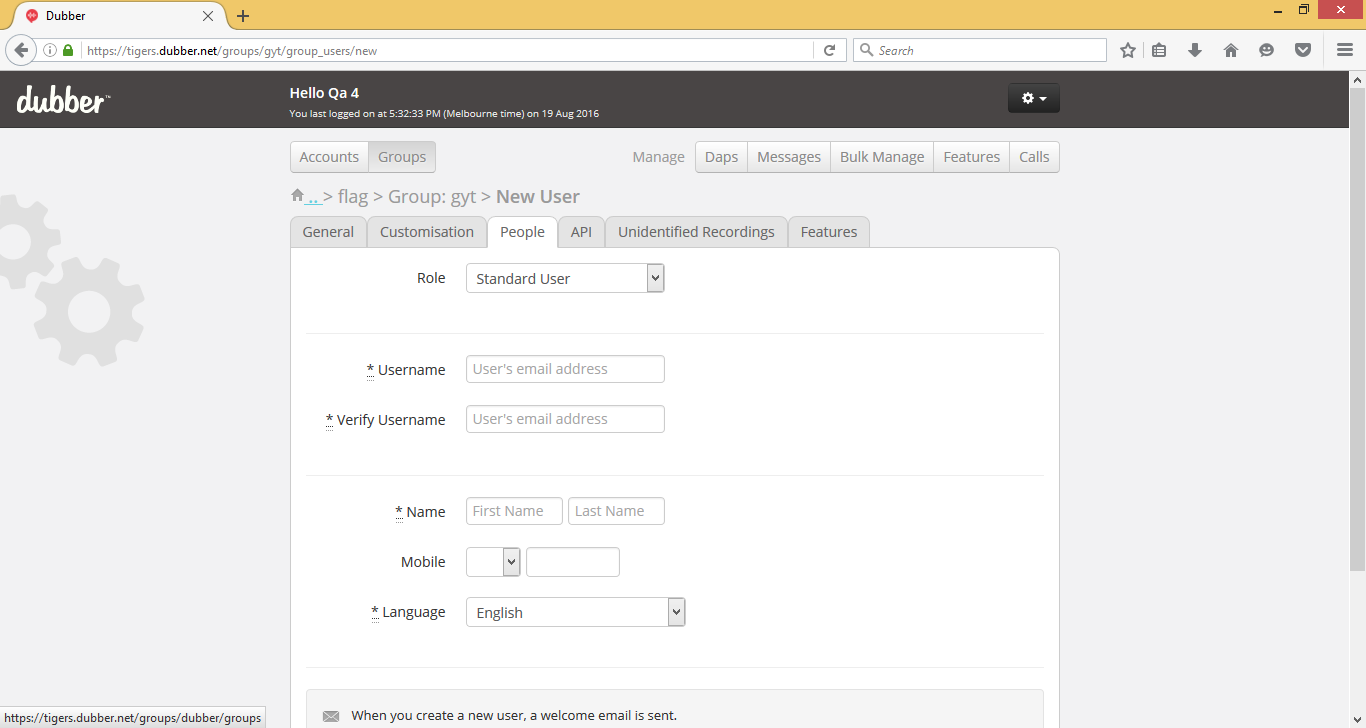 Dubber
https://tigers.dubber.net/groups/gyt/group_users/new
Search
dubber™
Hello Qa 4
You last logged on at 5:32:33 PM (Melbourne time) on 19 Aug 2016
Accounts Groups Manage Daps Messages Bulk Manage Features Calls
.. > flag > Group: gyt > New User
General Customisation People API Unidentified Recordings Features
Role Standard User
* Username User's email address
* Verify Username User's email address
* Name First Name Last Name
Mobile
* Language English
When you create a new user, a welcome email is sent.
https://tigers.dubber.net/groups/dubber/groups